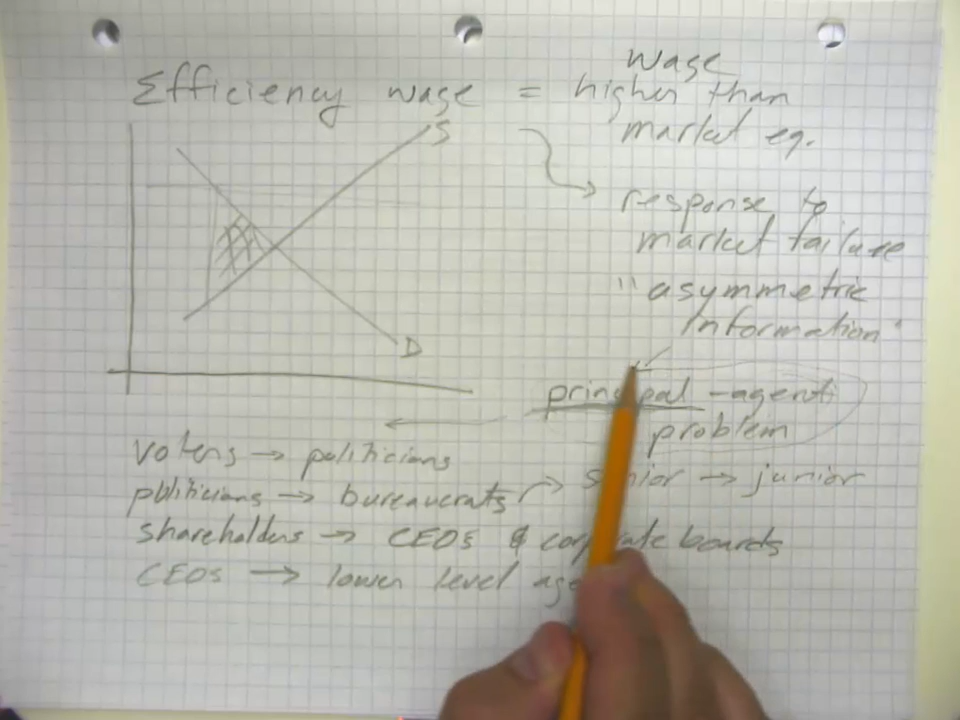 Efficiency wage = wage
higher than
market eq.
S
response to
market failure
"asymmetric
information"
D
principal-agent
problem
voters → politicians
politicians → bureaucrats → senior → junior
shareholders → CEOs & corporate boards
CEOs → lower level